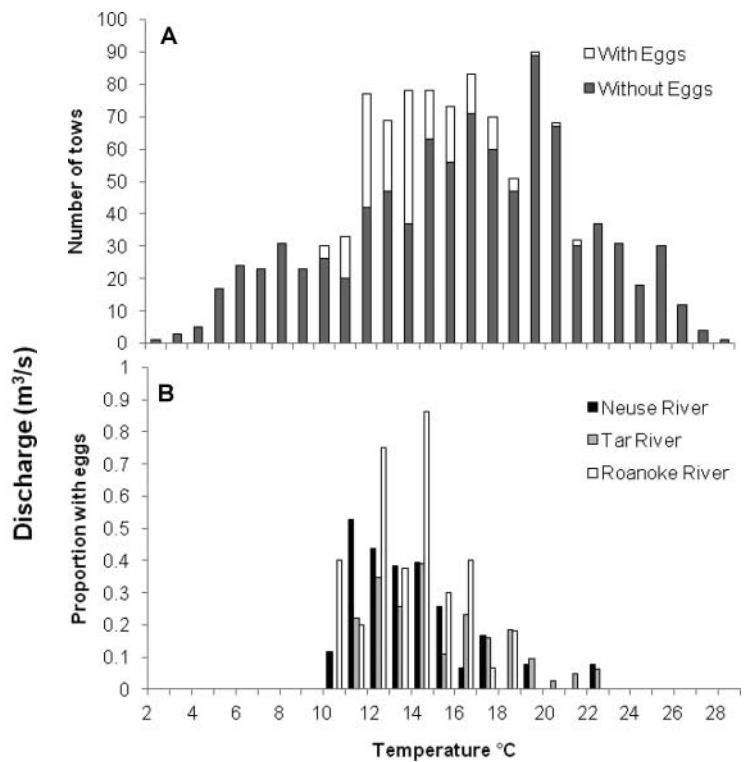 A
With Eggs
Without Eggs
Number of tows
100
90
80
70
60
50
40
30
20
10
0
B
Neuse River
Tar River
Roanoke River
Discharge (m³/s)
Proportion with eggs
1
0.9
0.8
0.7
0.6
0.5
0.4
0.3
0.2
0.1
0
2 4 6 8 10 12 14 16 18 20 22 24 26 28
Temperature °C